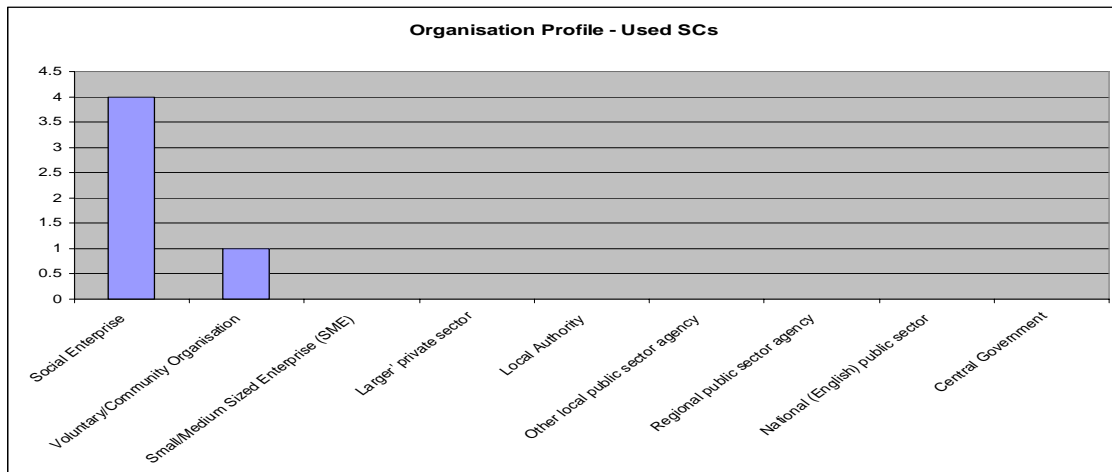 Organisation Profile - Used SCs
4.5
4
3.5
3
2.5
2
1.5
1
0.5
0
Social Enterprise
Voluntary/Community Organisation
Small/Medium Sized Enterprise (SME)
Larger' private sector
Local Authority
Other local public sector agency
Regional public sector agency
National (English) public sector
Central Government